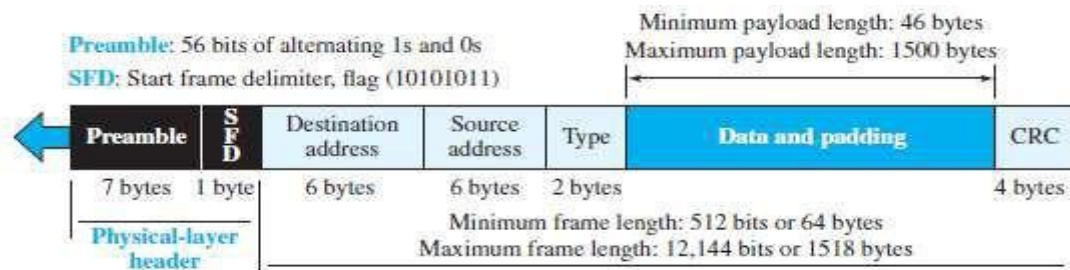 Minimum payload length: 46 bytes
Preamble: 56 bits of alternating 1s and 0s
Maximum payload length: 1500 bytes
SFD: Start frame delimiter, flag (10101011)
Preamble
SFD
Destination
address
Source
address
Type
Data and padding
CRC
7 bytes
1 byte
6 bytes
6 bytes
2 bytes
4 bytes
Physical-layer
header
Minimum frame length: 512 bits or 64 bytes
Maximum frame length: 12,144 bits or 1518 bytes